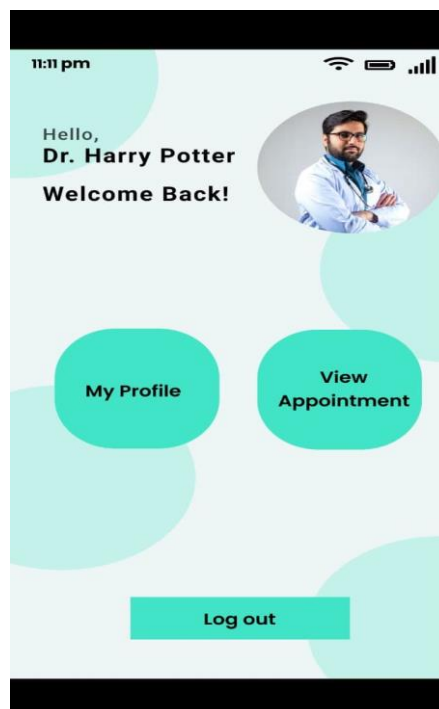 11:11 pm
Hello,
Dr. Harry Potter
Welcome Back!
My Profile
View
Appointment
Log out